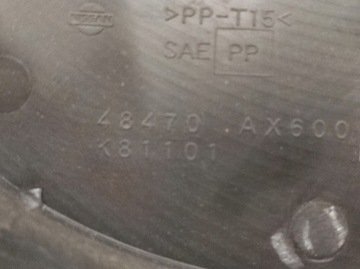 NISSAN
>PP-T15<
SAE PP
48470 AX600
K81101